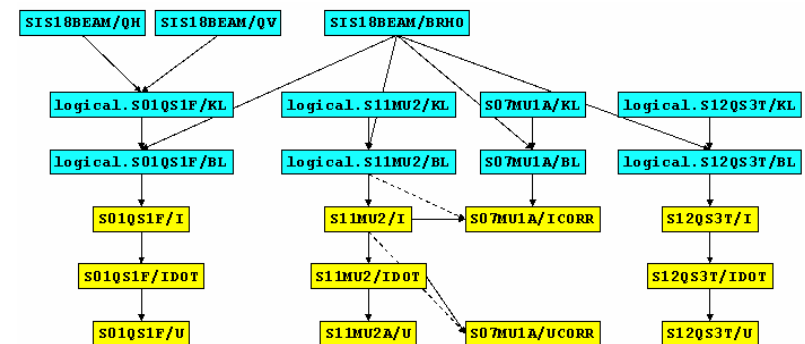 SIS18BEAM/QH SIS18BEAM/QV SIS18BEAM/BRHO
logical.S01QS1F/KL logical.S11MU2/KL S07MU1A/KL logical.S12QS3T/KL
logical.S01QS1F/BL logical.S11MU2/BL S07MU1A/BL logical.S12QS3T/BL
S01QS1F/I S11MU2/I S07MU1A/ICORR S12QS3T/I
S01QS1F/IDOT S11MU2/IDOT S12QS3T/IDOT
S01QS1F/U S11MU2A/U S07MU1A/UCORR S12QS3T/U